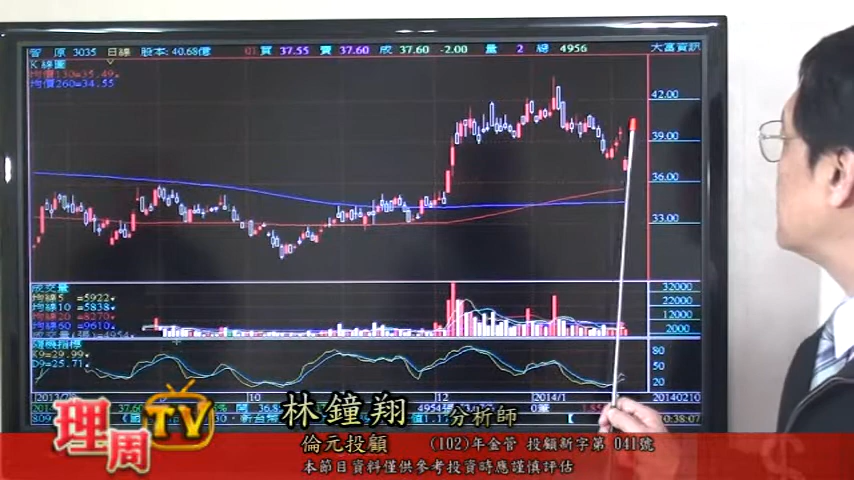 智 原 3035 日線 股本: 40.68億 買 37.55 賣 37.60 成 37.60 -2.00 量 2 總 4956 大富資訊
K 線圖
均價130=35.49
均價260=34.55
42.00
39.00
36.00
33.00
成交量
均線5 =5922
均線10 =5838
均線20 =8270
均線60 =9610
32000
22000
12000
2000
隨機指標
K9=29.99
D9=25.71
80
50
20
10 12 2014/1 20140210
10:38:07
理周TV
林鐘翔 分析師
倫元投顧 (102)年金管 投顧新字第 041號
本節目資料僅供參考投資時應謹慎評估